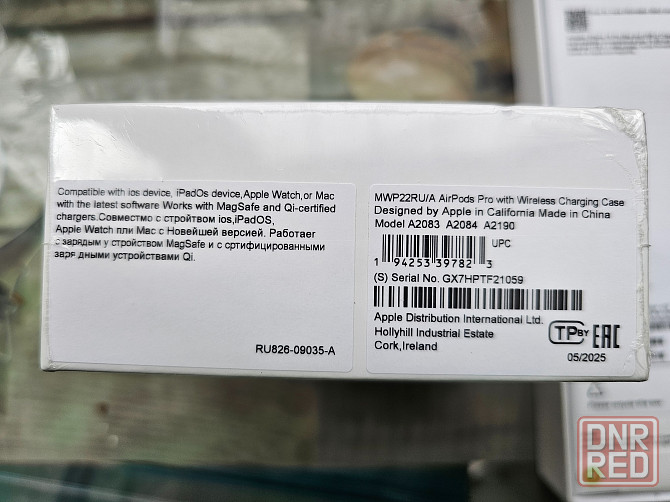 Compatible with ios device, iPadOs device,Apple Watch,or Mac
with the latest software Works with MagSafe and Qi-certified
chargers.Совместмо с стройтвом ios,iPadOS,
Apple Watch пли Mac с Новейшей версией. Работает
с зарядым у стройством MagSafe и с сртифицированными
заря дными устройствами Qi.
RU826-09035-A
MWP22RU/A AirPods Pro with Wireless Charging Case
Designed by Apple in California Made in China
Model A2083 A2084 A2190
UPC
1 94253 39782 3
(S) Serial No. GX7HPTF21059
Apple Distribution International Ltd.
Hollyhill Industrial Estate
Cork,Ireland
TP BY EAC
05/2025
DNR
RED